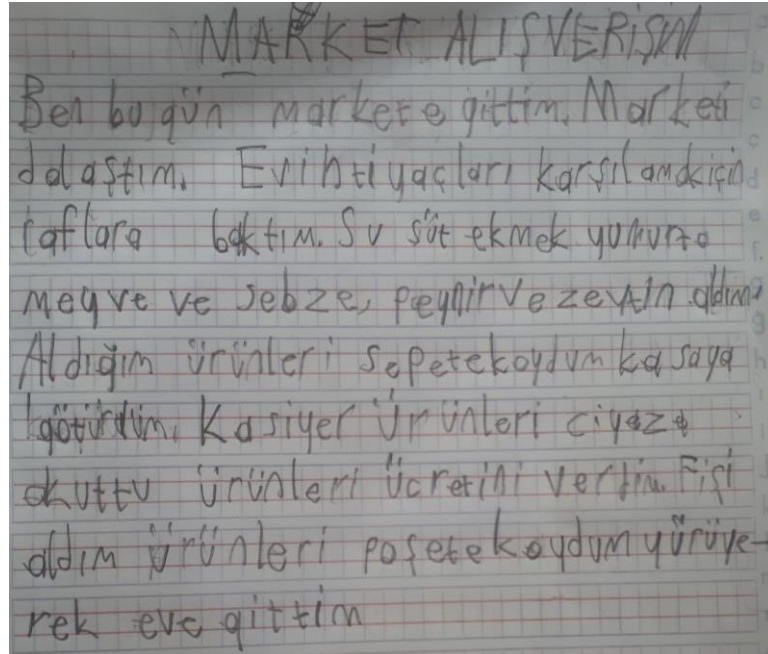 MARKET ALIŞVERİŞİ
Ben bugün markete gittim. Marketi
dolaştım. Ev ihtiyaçları karşılamak için
raflara baktım. Su süt ekmek yumurta
meyve ve sebze, peynir ve zeytin aldım.
Aldığım ürünleri sepete koydum kasaya
götürdüm. Kasiyer ürünleri ciyaza
okuttu ürünleri ücretini verdim. Fişi
aldım ürünleri poşete koydum yürüye-
rek eve gittim